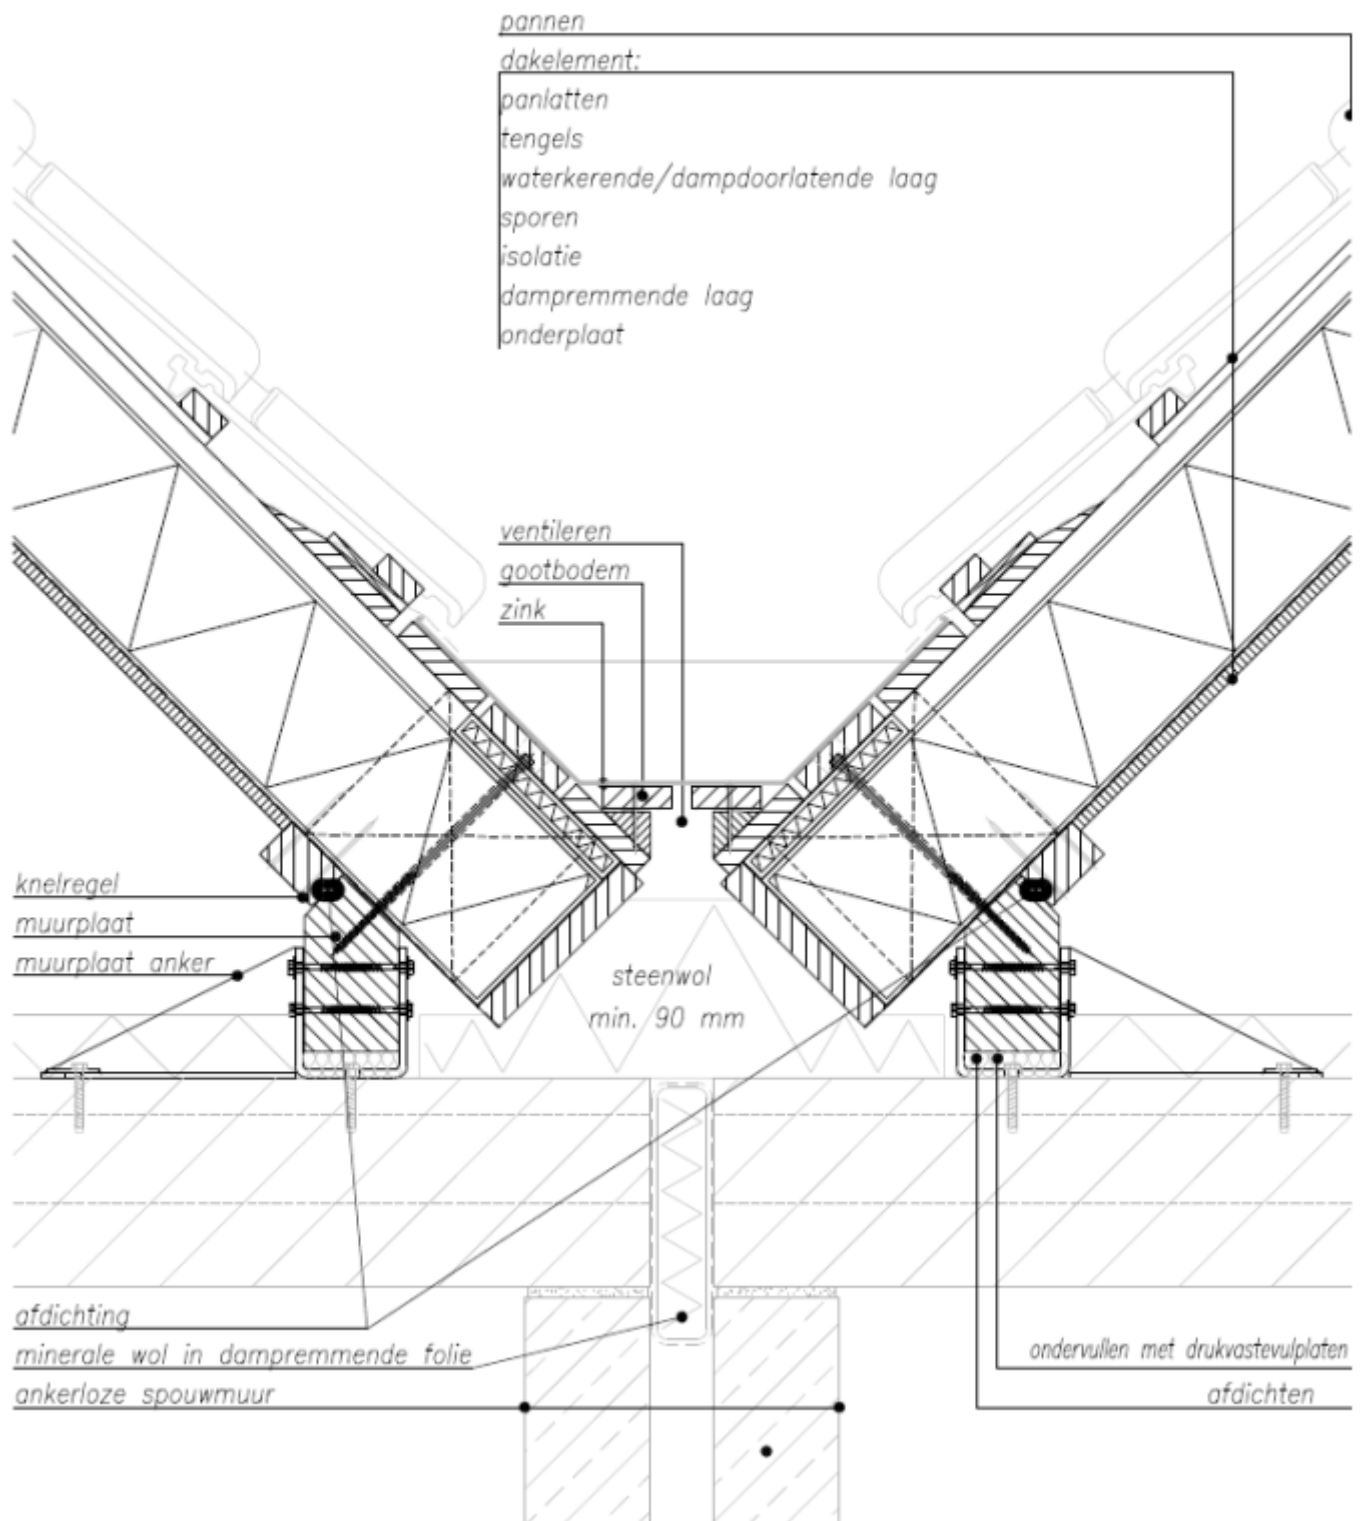 pannen
dakelement:
panlatten
tengels
waterkerende/dampdoorlatende laag
sporen
isolatie
dampremmende laag
onderplaat
ventileren
gootbodem
zink
knelregel
muurplaat
muurplaat anker
steenwol
min. 90 mm
afdichting
minerale wol in dampremmende folie
ankerloze spouwmuur
ondervullen met drukvastevulplaten
afdichten